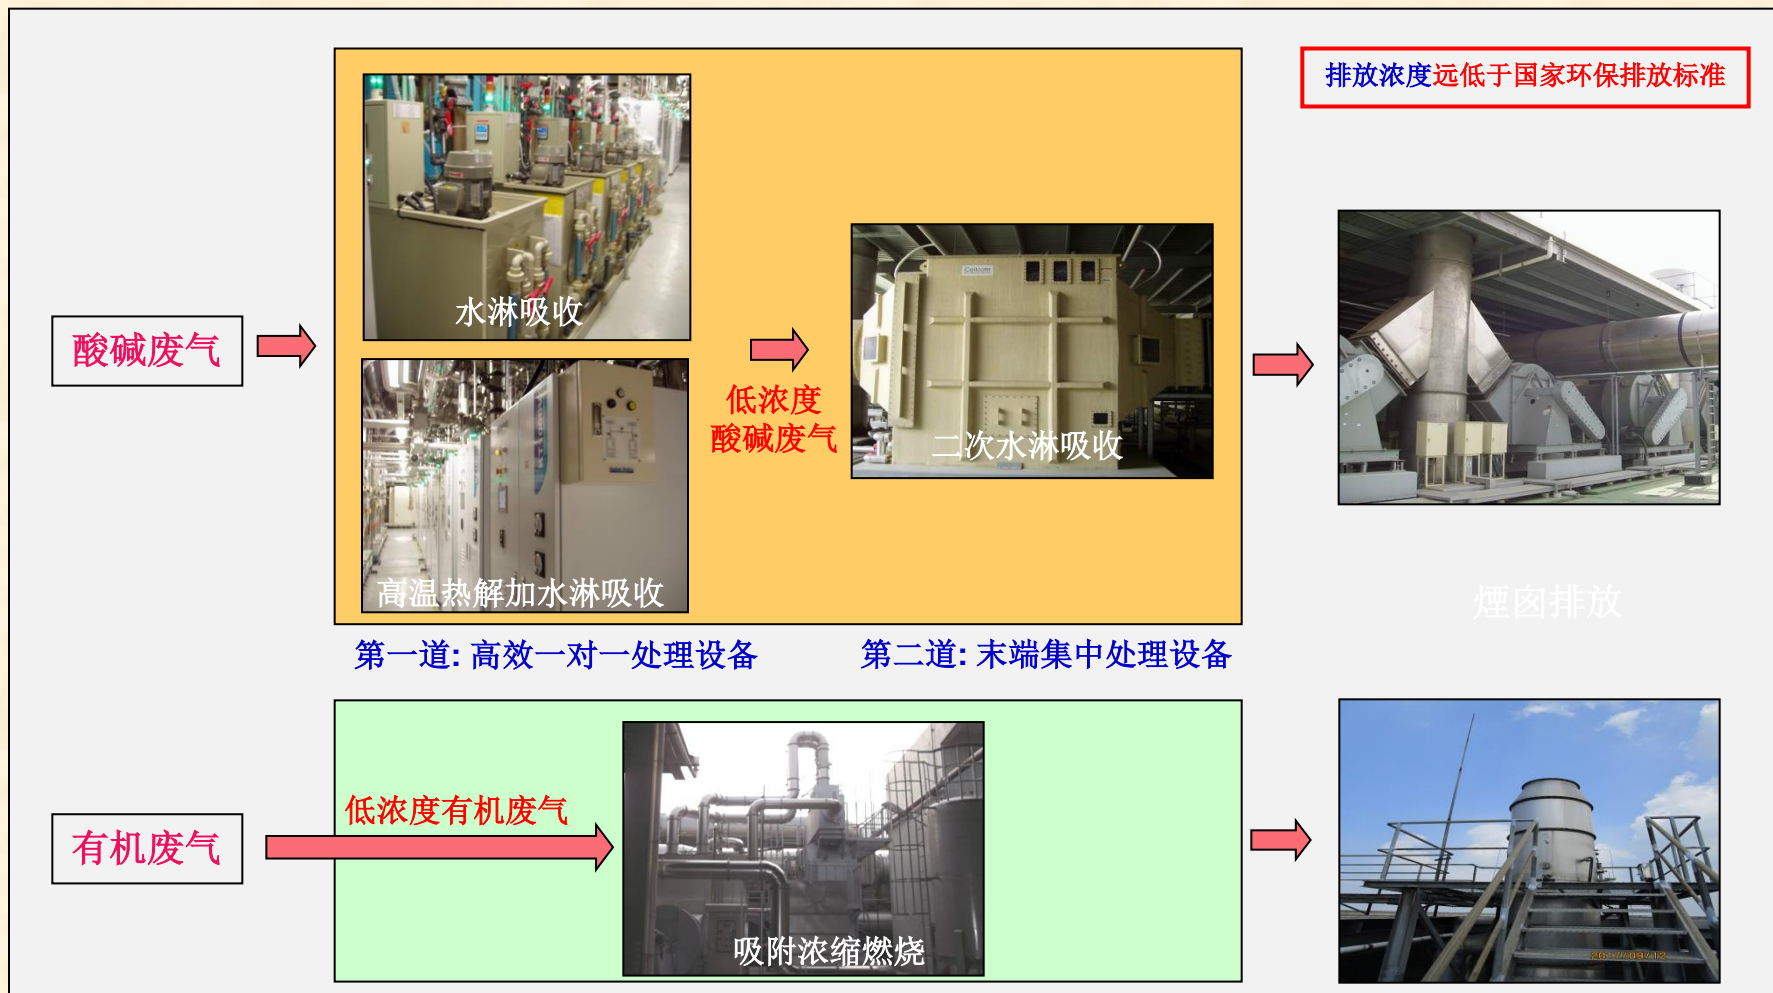 排放浓度远低于国家环保排放标准
水淋吸收
酸碱废气
低浓度
酸碱废气
二次水淋吸收
高温热解加水淋吸收
煙囱排放
第一道: 高效一对一处理设备
第二道: 末端集中处理设备
低浓度有机废气
有机废气
吸附浓缩燃烧
2017/09/12